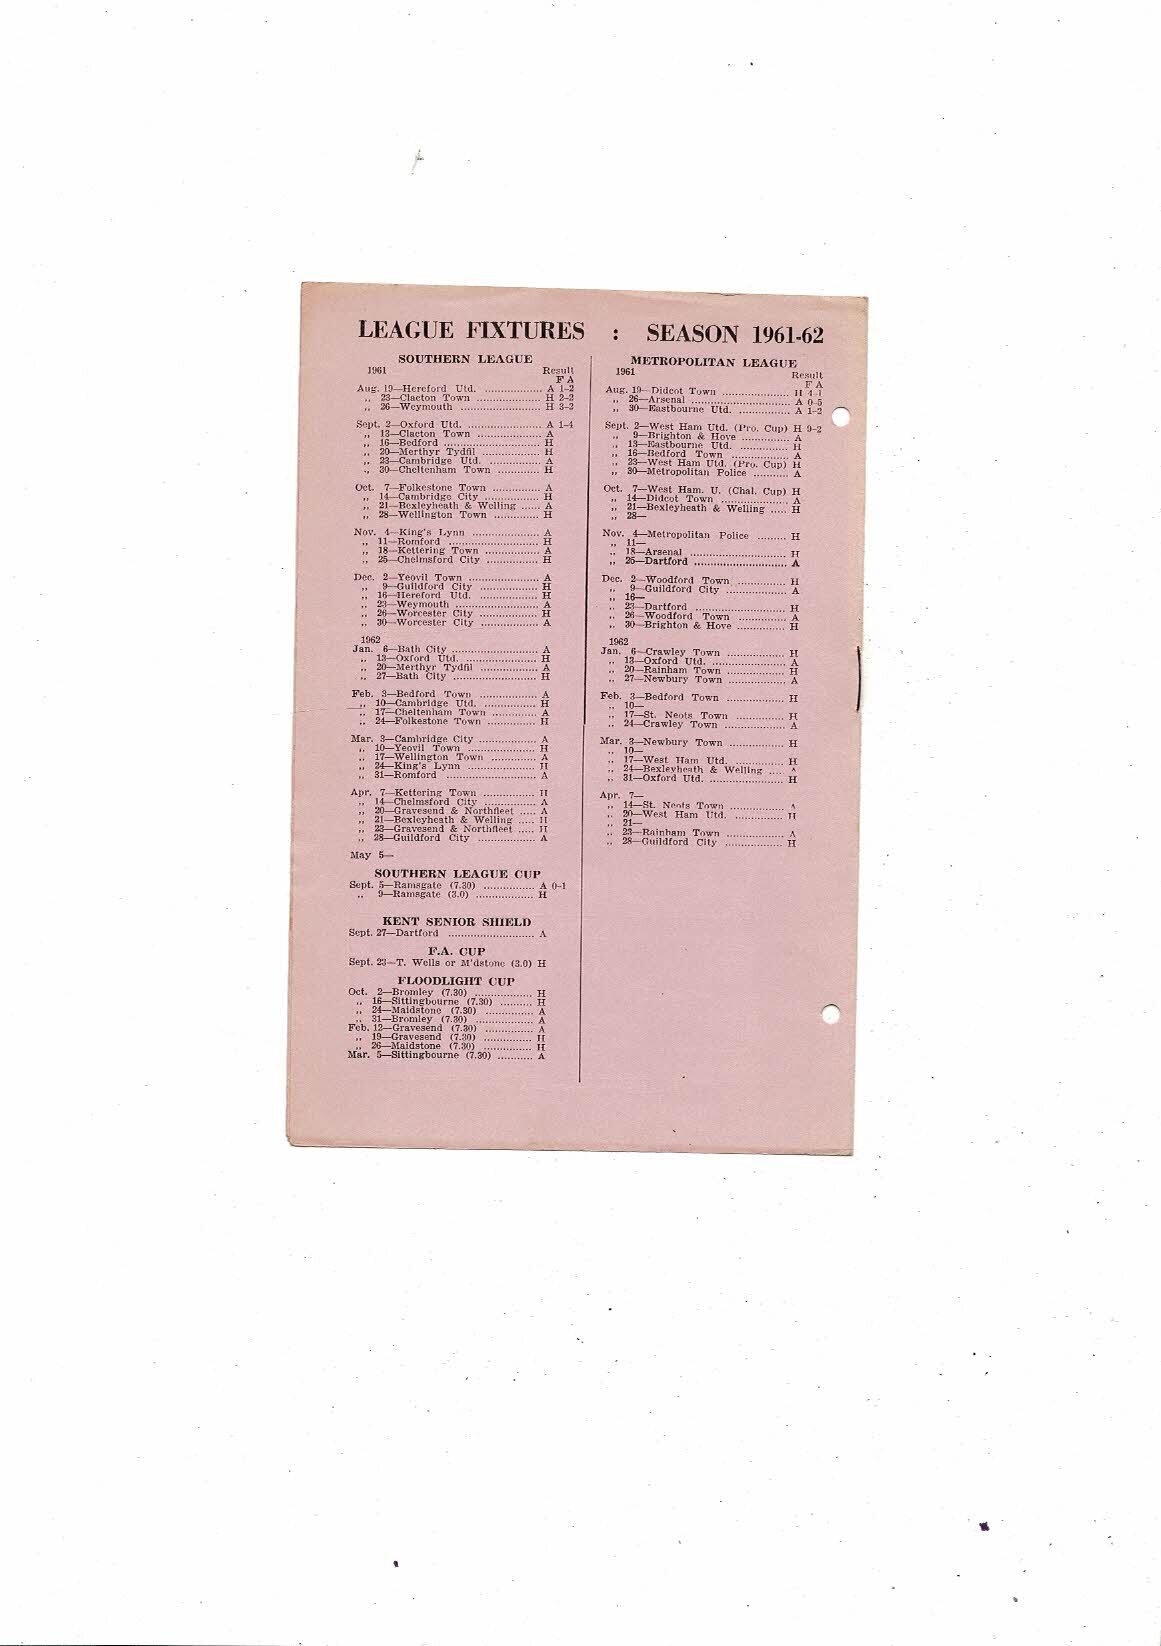 LEAGUE FIXTURES : SEASON 1961-62
SOUTHERN LEAGUE
1961 Result
F A
Aug. 19—Hereford Utd. ................. A 1-2
,, 23—Clacton Town .................... H 2-2
,, 26—Weymouth ......................... H 3-2
Sept. 2—Oxford Utd. ....................... A 1-4
,, 13—Clacton Town .................... A
,, 16—Bedford .............................. H
,, 20—Merthyr Tydfil .................. H
,, 23—Cambridge Utd. ................ A
,, 30—Cheltenham Town ............. H
Oct. 7—Folkestone Town .............. A
,, 14—Cambridge City ................. H
,, 21—Bexleyheath & Welling ...... A
,, 28—Wellington Town .............. H
Nov. 4—King's Lynn ..................... A
,, 11—Romford ............................ H
,, 18—Kettering Town ................. A
,, 25—Chelmsford City ................ H
Dec. 2—Yeovil Town ...................... A
,, 9—Guildford City .................. H
,, 16—Hereford Utd. .................... H
,, 23—Weymouth .......................... A
,, 26—Worcester City .................. H
,, 30—Worcester City .................. A
1962
Jan. 6—Bath City ........................... A
,, 13—Oxford Utd. ...................... H
,, 20—Merthyr Tydfil .................. A
,, 27—Bath City .......................... H
Feb. 3—Bedford Town .................. A
,, 10—Cambridge Utd. ................ H
,, 17—Cheltenham Town ............. A
,, 24—Folkestone Town ............... H
Mar. 3—Cambridge City .................. A
,, 10—Yeovil Town ..................... H
,, 17—Wellington Town .............. A
,, 24—King's Lynn ..................... H
,, 31—Romford ............................ A
Apr. 7—Kettering Town ................ H
,, 14—Chelmsford City ................ A
,, 20—Gravesend & Northfleet ..... A
,, 21—Bexleyheath & Welling ..... H
,, 23—Gravesend & Northfleet ..... H
,, 28—Guildford City .................. A
May 5—
SOUTHERN LEAGUE CUP
Sept. 5—Ramsgate (7.30) ................ A 0-1
,, 9—Ramsgate (3.0) .................. H
KENT SENIOR SHIELD
Sept. 27—Dartford ........................... A
F.A. CUP
Sept. 23—T. Wells or M'dstone (3.0) H
FLOODLIGHT CUP
Oct. 2—Bromley (7.30) .................. H
,, 16—Sittingbourne (7.30) .......... H
,, 24—Maidstone (7.30) ............... A
,, 31—Bromley (7.30) .................. A
Feb. 12—Gravesend (7.30) ............... A
,, 19—Gravesend (7.30) ............... H
,, 26—Maidstone (7.30) ............... H
Mar. 5—Sittingbourne (7.30) ........... A
METROPOLITAN LEAGUE
1961 Result
F A
Aug. 19—Didcot Town ..................... H 4-1
,, 26—Arsenal ............................... A 0-5
,, 30—Eastbourne Utd. ................ A 1-2
Sept. 2—West Ham Utd. (Pro. Cup) H 9-2
,, 9—Brighton & Hove ............... A
,, 13—Eastbourne Utd. ............... H
,, 16—Bedford Town .................. A
,, 23—West Ham Utd. (Pro. Cup) H
,, 30—Metropolitan Police ........... A
Oct. 7—West Ham. U. (Chal. Cup) H
,, 14—Didcot Town ..................... A
,, 21—Bexleyheath & Welling ..... H
,, 28—
Nov. 4—Metropolitan Police ......... H
,, 11—
,, 18—Arsenal .............................. H
,, 25—Dartford ............................. A
Dec. 2—Woodford Town ............... H
,, 9—Guildford City ................... A
,, 16—
,, 23—Dartford ............................ H
,, 26—Woodford Town ................ A
,, 30—Brighton & Hove ............... H
1962
Jan. 6—Crawley Town .................. H
,, 13—Oxford Utd. ....................... A
,, 20—Rainham Town .................. H
,, 27—Newbury Town .................. A
Feb. 3—Bedford Town .................. H
,, 10—
,, 17—St. Neots Town .................. H
,, 24—Crawley Town ................... A
Mar. 3—Newbury Town ................. H
,, 10—
,, 17—West Ham Utd. ................. H
,, 24—Bexleyheath & Welling .... A
,, 31—Oxford Utd. ....................... H
Apr. 7—
,, 14—St. Neots Town ................. A
,, 20—West Ham Utd. ................. H
,, 21—
,, 23—Rainham Town .................. A
,, 28—Guildford City .................. H